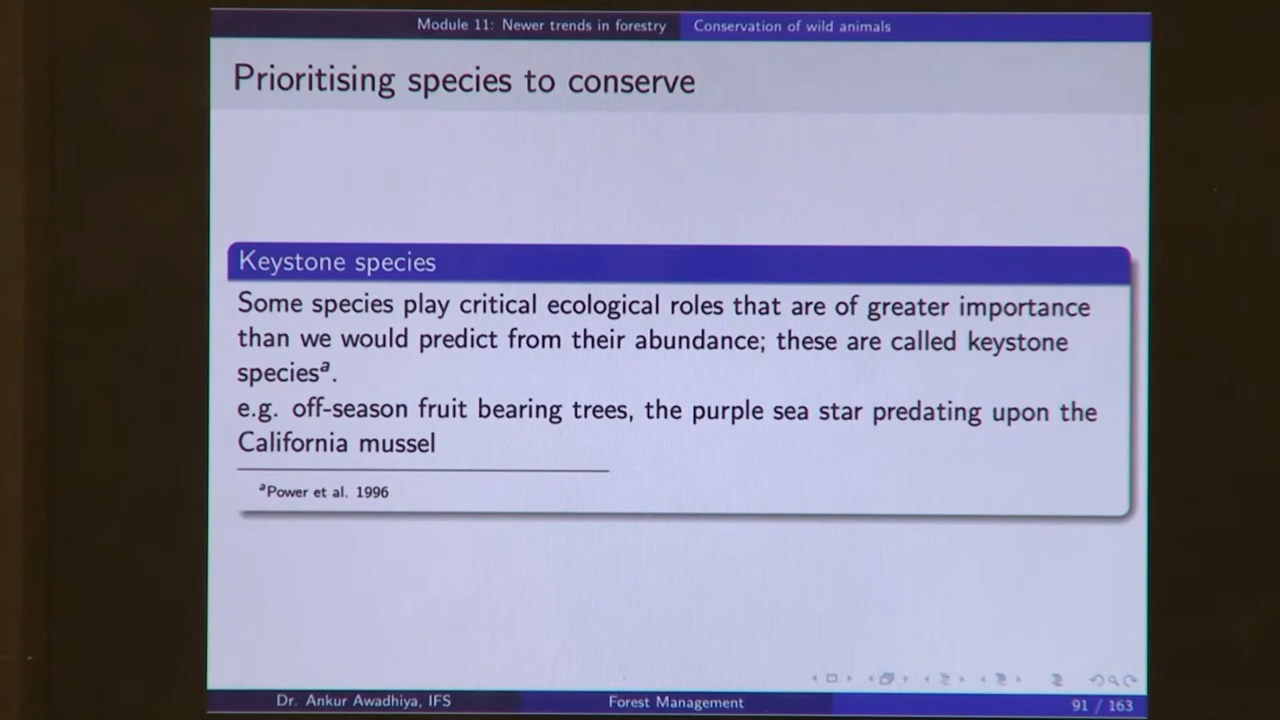 Module 11: Newer trends in forestry Conservation of wild animals
Prioritising species to conserve
Keystone species
Some species play critical ecological roles that are of greater importance
than we would predict from their abundance; these are called keystone
speciesᵃ.
e.g. off-season fruit bearing trees, the purple sea star predating upon the
California mussel
ᵃPower et al. 1996
Dr. Ankur Awadhiya, IFS Forest Management 91 / 163